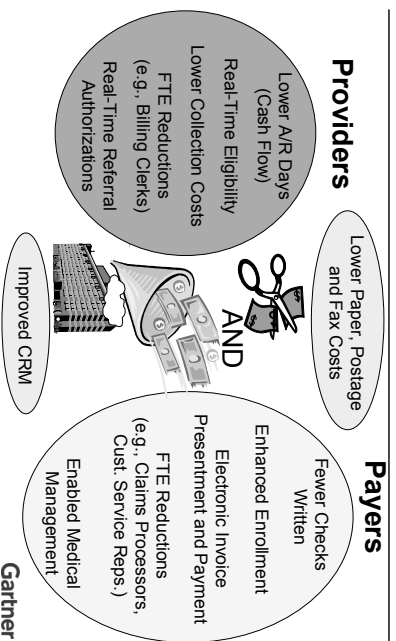 Providers
Lower A/R Days
(Cash Flow)
Real-Time Eligibility
Lower Collection Costs
FTE Reductions
(e.g., Billing Clerks)
Real-Time Referral
Authorizations
Lower Paper, Postage
and Fax Costs
AND
Improved CRM
Payers
Fewer Checks
Written
Enhanced Enrollment
Electronic Invoice
Presentment and Payment
FTE Reductions
(e.g., Claims Processors,
Cust. Service Reps.)
Enabled Medical
Management
Gartner